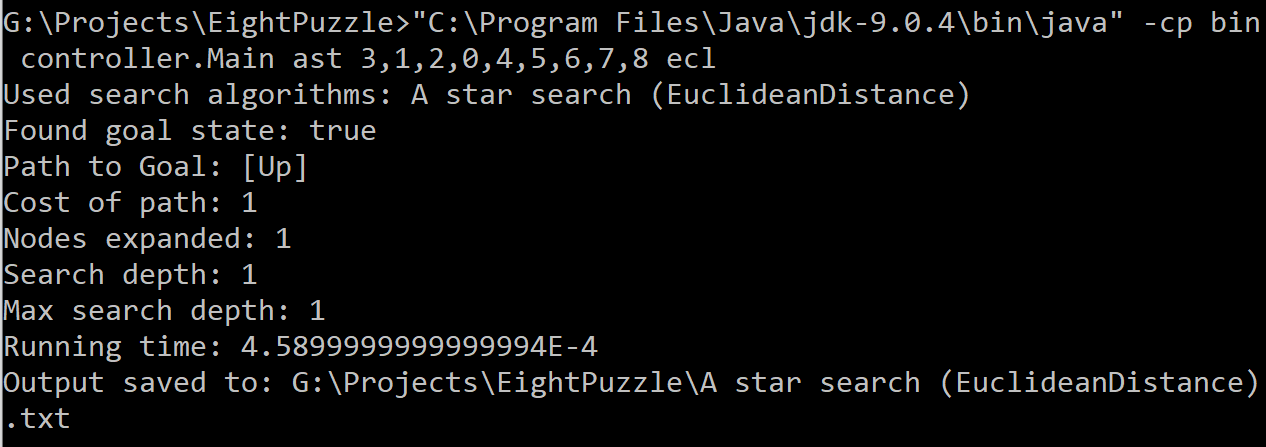 G:\Projects\EightPuzzle>"C:\Program Files\Java\jdk-9.0.4\bin\java" -cp bin
controller.Main ast 3,1,2,0,4,5,6,7,8 ecl
Used search algorithms: A star search (EuclideanDistance)
Found goal state: true
Path to Goal: [Up]
Cost of path: 1
Nodes expanded: 1
Search depth: 1
Max search depth: 1
Running time: 4.5899999999999994E-4
Output saved to: G:\Projects\EightPuzzle\A star search (EuclideanDistance)
.txt